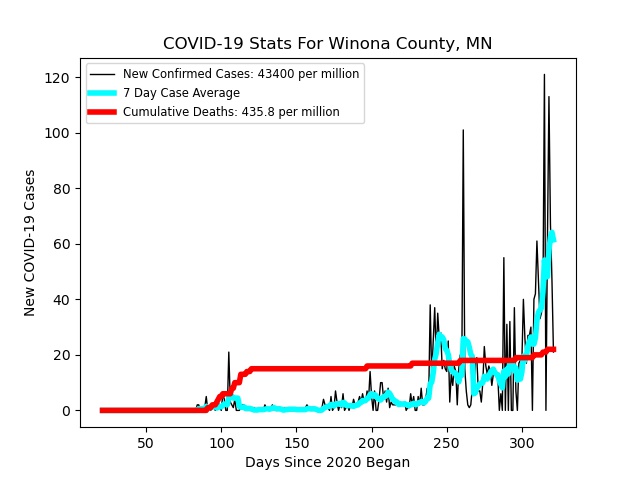 COVID-19 Stats For Winona County, MN
New Confirmed Cases: 43400 per million
7 Day Case Average
Cumulative Deaths: 435.8 per million
New COVID-19 Cases
120
100
80
60
40
20
0
50
100
150
200
250
300
Days Since 2020 Began